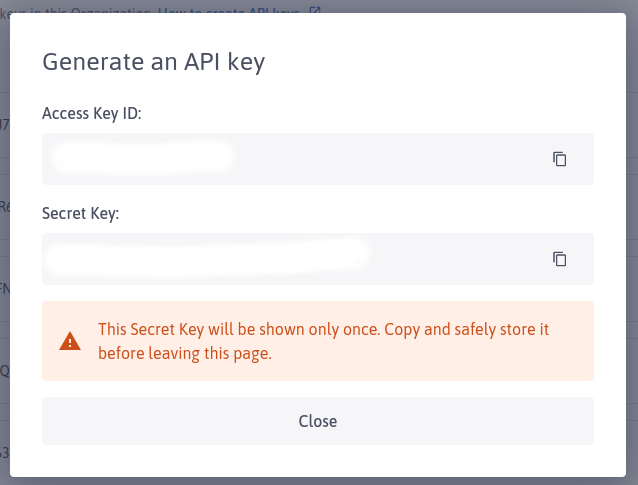 keys in this Organization. How to create API keys
Generate an API key
Access Key ID:
Secret Key:
This Secret Key will be shown only once. Copy and safely store it
before leaving this page.
Close